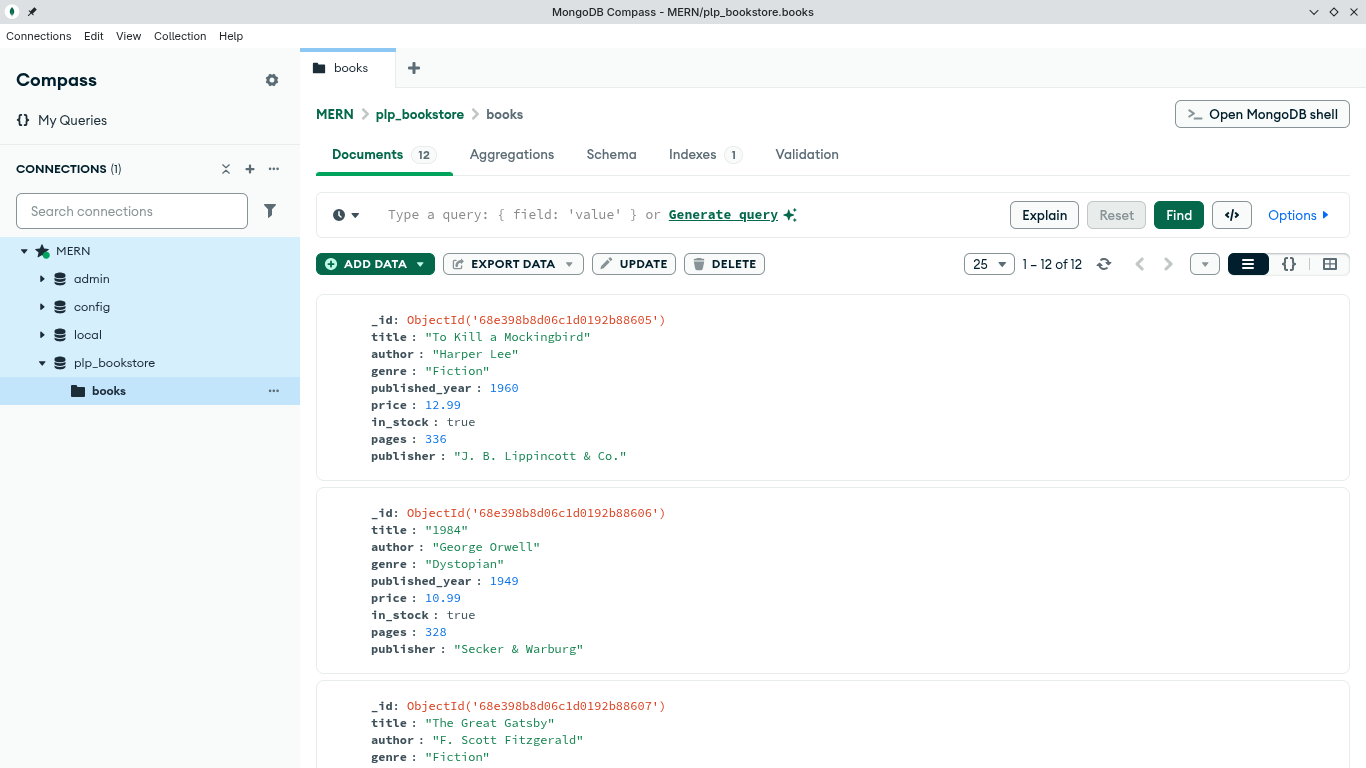 MongoDB Compass - MERN/plp_bookstore.books
Connections Edit View Collection Help
Compass
{} My Queries
CONNECTIONS (1)
Search connections
MERN
admin
config
local
plp_bookstore
books
books
MERN > plp_bookstore > books
>_ Open MongoDB shell
Documents 12 Aggregations Schema Indexes 1 Validation
Type a query: { field: 'value' } or Generate query
Explain Reset Find </> Options
ADD DATA EXPORT DATA UPDATE DELETE
25 1 – 12 of 12 {}
_id: ObjectId('68e398b8d06c1d0192b88605')
title : "To Kill a Mockingbird"
author : "Harper Lee"
genre : "Fiction"
published_year : 1960
price : 12.99
in_stock : true
pages : 336
publisher : "J. B. Lippincott & Co."
_id: ObjectId('68e398b8d06c1d0192b88606')
title : "1984"
author : "George Orwell"
genre : "Dystopian"
published_year : 1949
price : 10.99
in_stock : true
pages : 328
publisher : "Secker & Warburg"
_id: ObjectId('68e398b8d06c1d0192b88607')
title : "The Great Gatsby"
author : "F. Scott Fitzgerald"
genre : "Fiction"